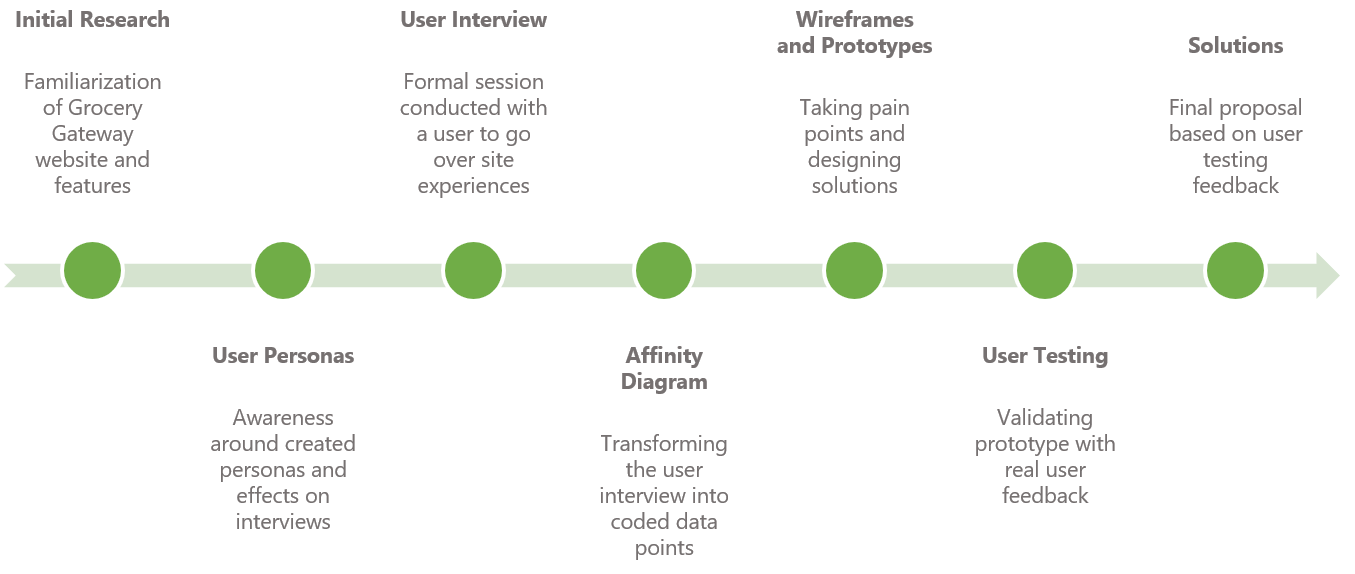 Initial Research
Familiarization
of Grocery
Gateway
website and
features
User Personas
Awareness
around created
personas and
effects on
interviews
User Interview
Formal session
conducted with
a user to go
over site
experiences
Affinity
Diagram
Transforming
the user
interview into
coded data
points
Wireframes
and Prototypes
Taking pain
points and
designing
solutions
User Testing
Validating
prototype with
real user
feedback
Solutions
Final proposal
based on user
testing
feedback